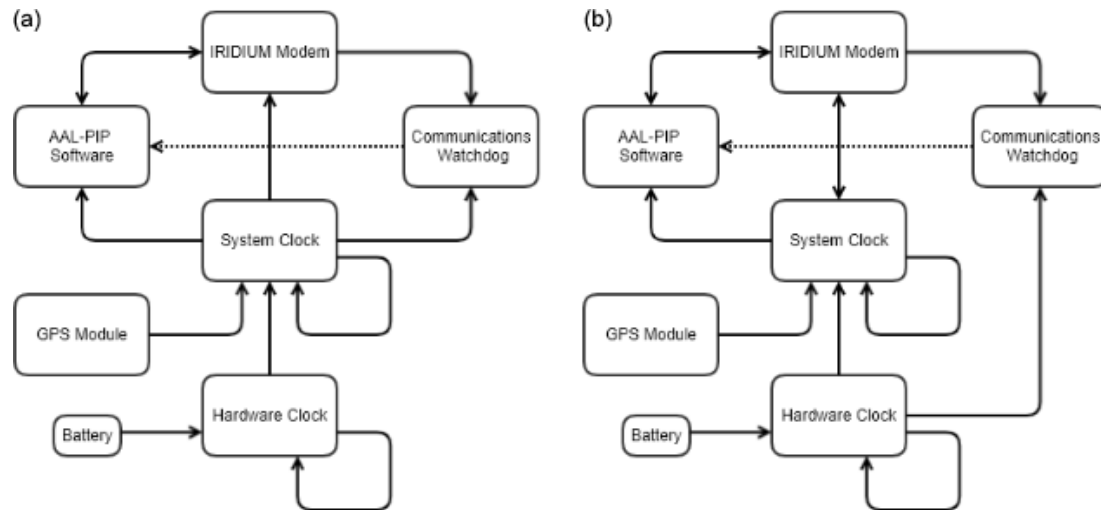 (a)
IRIDIUM Modem
AAL-PIP
Software
Communications
Watchdog
System Clock
GPS Module
Hardware Clock
Battery
(b)
IRIDIUM Modem
AAL-PIP
Software
Communications
Watchdog
System Clock
GPS Module
Hardware Clock
Battery